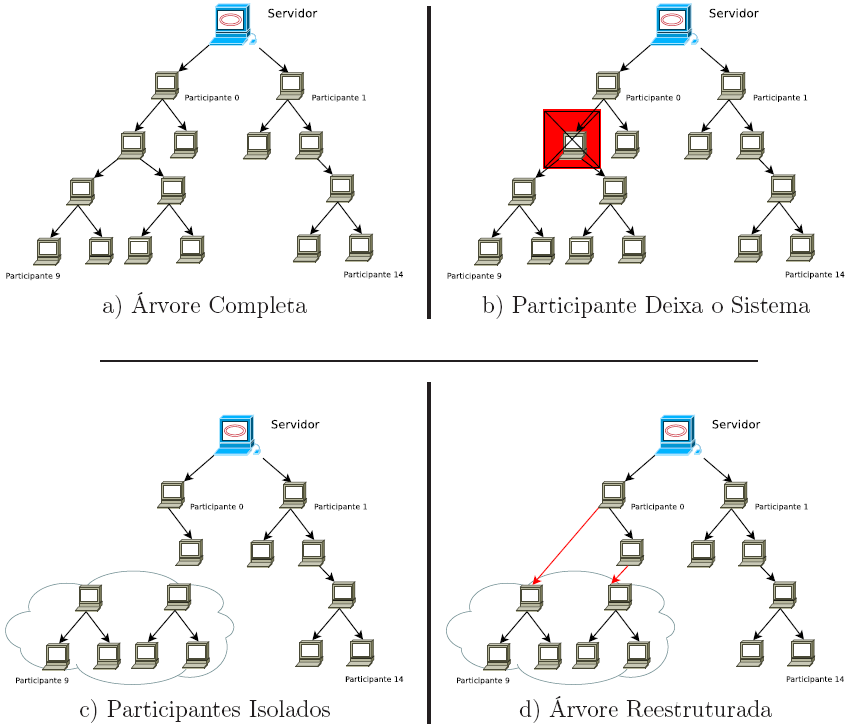 Servidor
Participante 0
Participante 1
Participante 9
Participante 14
a) Árvore Completa
Servidor
Participante 0
Participante 1
Participante 9
Participante 14
b) Participante Deixa o Sistema
Servidor
Participante 0
Participante 1
Participante 9
Participante 14
c) Participantes Isolados
Servidor
Participante 0
Participante 1
Participante 9
Participante 14
d) Árvore Reestruturada